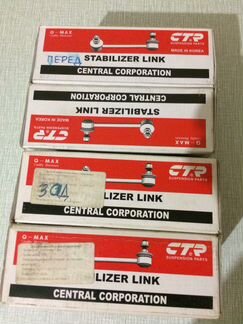 G-MAX
CTR
SUSPENSION PARTS
MADE IN KOREA
ПЕРЕД
STABILIZER LINK
CENTRAL CORPORATION
CENTRAL CORPORATION
STABILIZER LINK
MADE IN KOREA
CTR
SUSPENSION PARTS
G-MAX
G-MAX
CTR
SUSPENSION PARTS
ЗАД
ILIZER LINK
CENTRAL CORPORATION
G-MAX
CTR
SUSPENSION PARTS
ILIZER LINK
CENTRAL CORPORATION